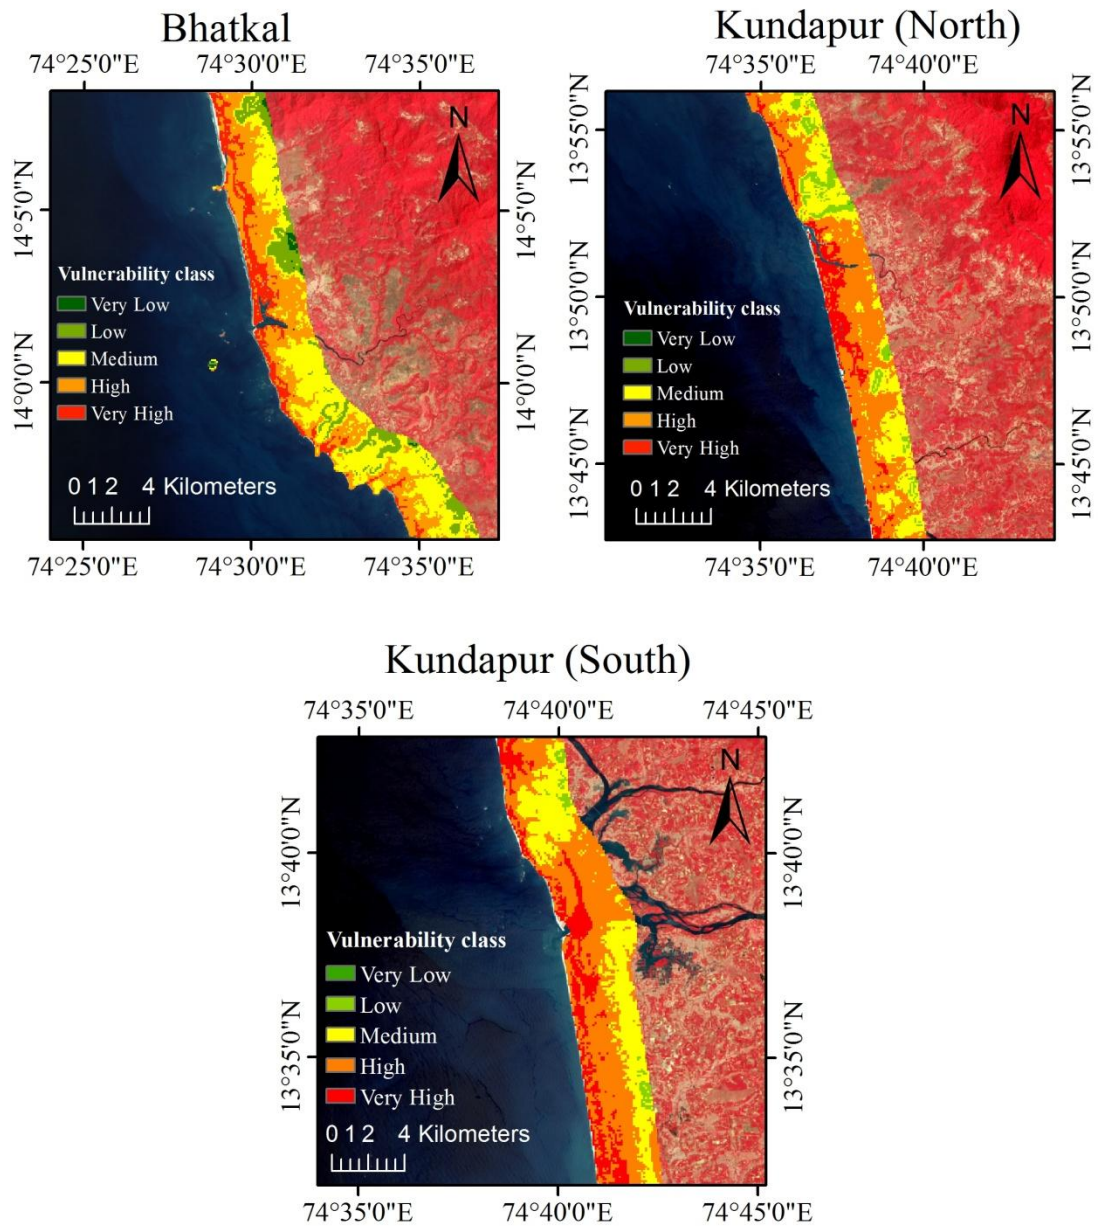 Bhatkal
74°25'0"E 74°30'0"E 74°35'0"E
14°5'0"N
14°0'0"N
N
Vulnerability class
Very Low
Low
Medium
High
Very High
0 1 2 4 Kilometers
74°25'0"E 74°30'0"E 74°35'0"E
Kundapur (North)
74°35'0"E 74°40'0"E
13°55'0"N 13°55'0"N
13°50'0"N 13°50'0"N
13°45'0"N 13°45'0"N
N
Vulnerability class
Very Low
Low
Medium
High
Very High
0 1 2 4 Kilometers
74°35'0"E 74°40'0"E
14°5'0"N
14°0'0"N
Kundapur (South)
74°35'0"E 74°40'0"E 74°45'0"E
N
13°40'0"N 13°40'0"N
Vulnerability class
Very Low
Low
Medium
High
Very High
13°35'0"N 13°35'0"N
0 1 2 4 Kilometers
74°35'0"E 74°40'0"E 74°45'0"E